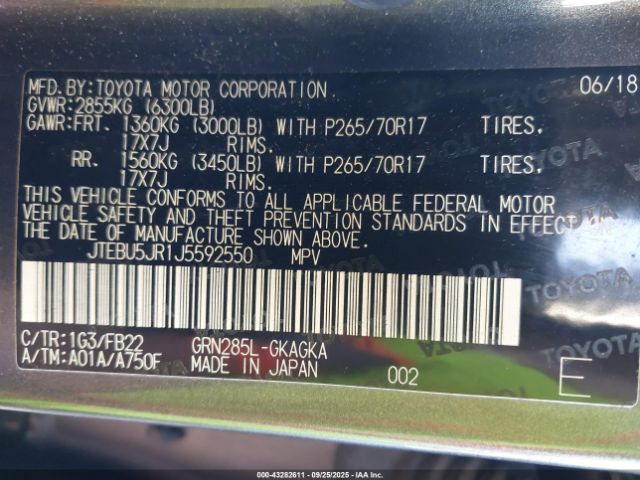 MFD. BY: TOYOTA MOTOR CORPORATION 06/18
GVWR: 2855KG (6300LB)
GAWR: FRT. 1360KG (3000LB) WITH P265/70R17 TIRES,
17X7J RIMS.
RR. 1560KG (3450LB) WITH P265/70R17 TIRES,
17X7J RIMS.
THIS VEHICLE CONFORMS TO ALL APPLICABLE FEDERAL MOTOR
VEHICLE SAFETY AND THEFT PREVENTION STANDARDS IN EFFECT ON
THE DATE OF MANUFACTURE SHOWN ABOVE.
JTEBU5JR1J5592550 MPV
C/TR: 1G3/FB22 GRN285L-GKAGKA
A/TM: A01A/A750F MADE IN JAPAN 002 E
000-43282611 - 09/25/2025 - IAAI